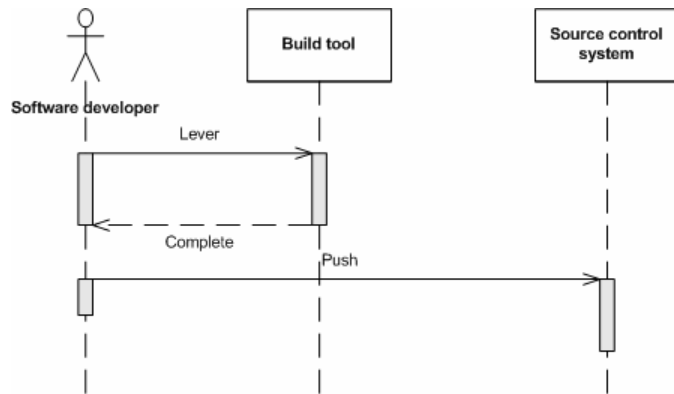 Build tool
Source control
system
Software developer
Lever
Complete
Push